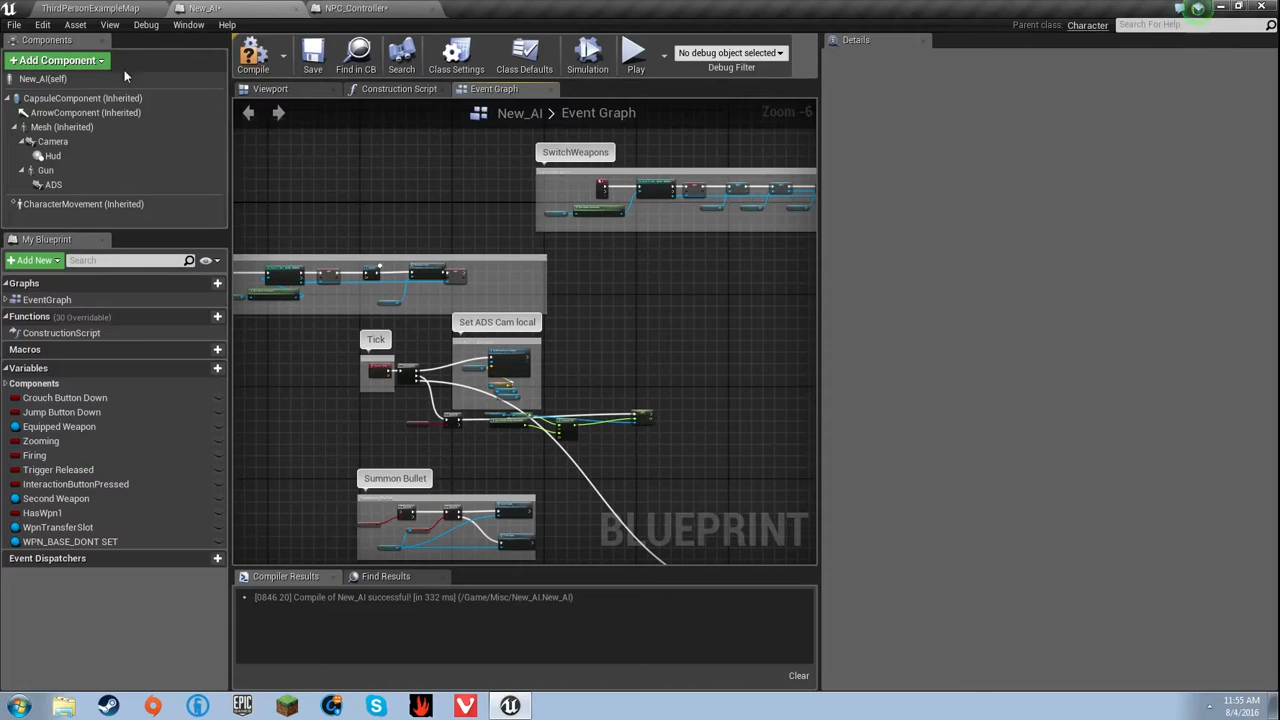 ThirdPersonExampleMap
New_AI*
NPC_Controller*
File
Edit
Asset
View
Debug
Window
Help
Parent class: Character
Search For Help
Components
+ Add Component
New_AI(self)
CapsuleComponent (Inherited)
ArrowComponent (Inherited)
Mesh (Inherited)
Camera
Hud
Gun
ADS
CharacterMovement (Inherited)
My Blueprint
+ Add New
Search
Graphs
EventGraph
Functions (30 Overridable)
ConstructionScript
Macros
Variables
Components
Crouch Button Down
Jump Button Down
Equipped Weapon
Zooming
Firing
Trigger Released
InteractionButtonPressed
Second Weapon
HasWpn1
WpnTransferSlot
WPN_BASE_DONT SET
Event Dispatchers
Compile
Save
Find in CB
Search
Class Settings
Class Defaults
Simulation
Play
No debug object selected
Debug Filter
Viewport
Construction Script
Event Graph
New_AI > Event Graph
Zoom -6
SwitchWeapons
Tick
Set ADS Cam local
Summon Bullet
BLUEPRINT
Compiler Results
Find Results
[0846.20] Compile of New_AI successful! [in 332 ms] (/Game/Misc/New_AI.New_AI)
Clear
Details
EPIC GAMES
11:55 AM
8/4/2016